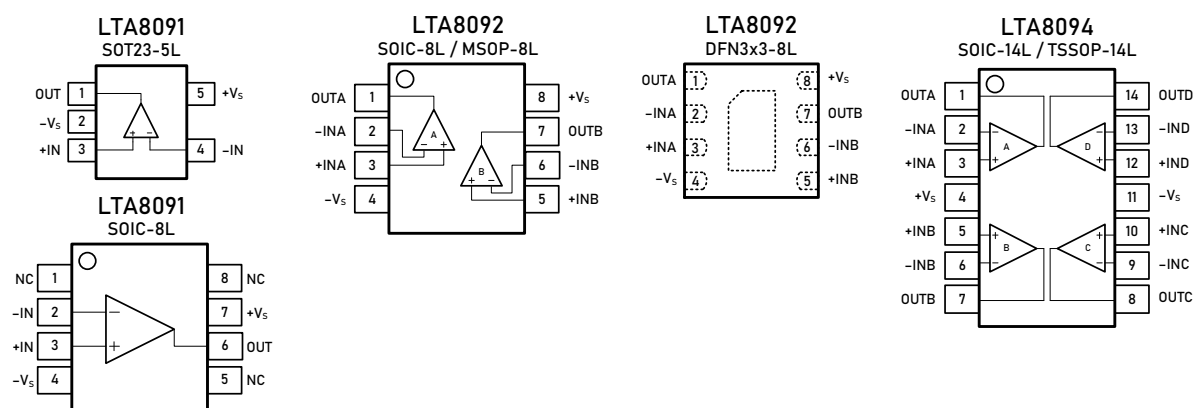 LTA8091
SOT23-5L
OUT 1 5 +Vs
−Vs 2
+IN 3 4 −IN
+ −
LTA8091
SOIC-8L
NC 1 8 NC
−IN 2 − 7 +Vs
+IN 3 + 6 OUT
−Vs 4 5 NC
LTA8092
SOIC-8L / MSOP-8L
OUTA 1 8 +Vs
−INA 2 A 7 OUTB
− +
+INA 3 B 6 −INB
+ −
−Vs 4 5 +INB
LTA8092
DFN3x3-8L
OUTA 1 8 +Vs
−INA 2 7 OUTB
+INA 3 6 −INB
−Vs 4 5 +INB
LTA8094
SOIC-14L / TSSOP-14L
OUTA 1 14 OUTD
−INA 2 − − 13 −IND
A D
+INA 3 + + 12 +IND
+Vs 4 11 −Vs
+INB 5 + + 10 +INC
B C
−INB 6 − − 9 −INC
OUTB 7 8 OUTC